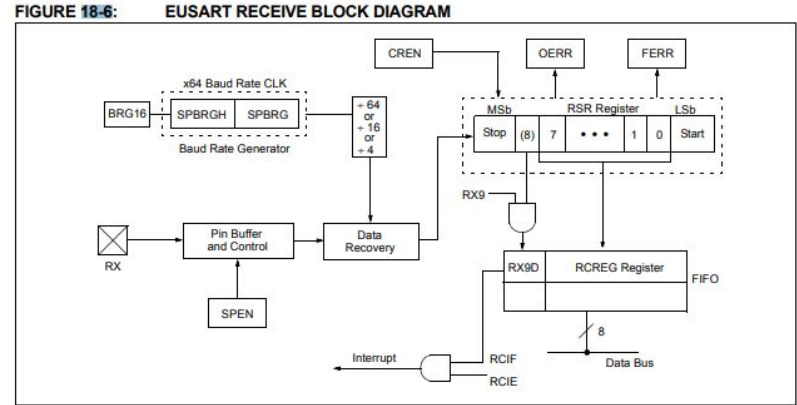 FIGURE 18-6: EUSART RECEIVE BLOCK DIAGRAM
CREN
OERR
FERR
x64 Baud Rate CLK
BRG16
SPBRGH
SPBRG
Baud Rate Generator
÷ 64
or
÷ 16
or
÷ 4
MSb
RSR Register
LSb
Stop
(8)
7
• • •
1
0
Start
RX9
RX
Pin Buffer
and Control
Data
Recovery
SPEN
RX9D
RCREG Register
FIFO
8
Data Bus
Interrupt
RCIF
RCIE